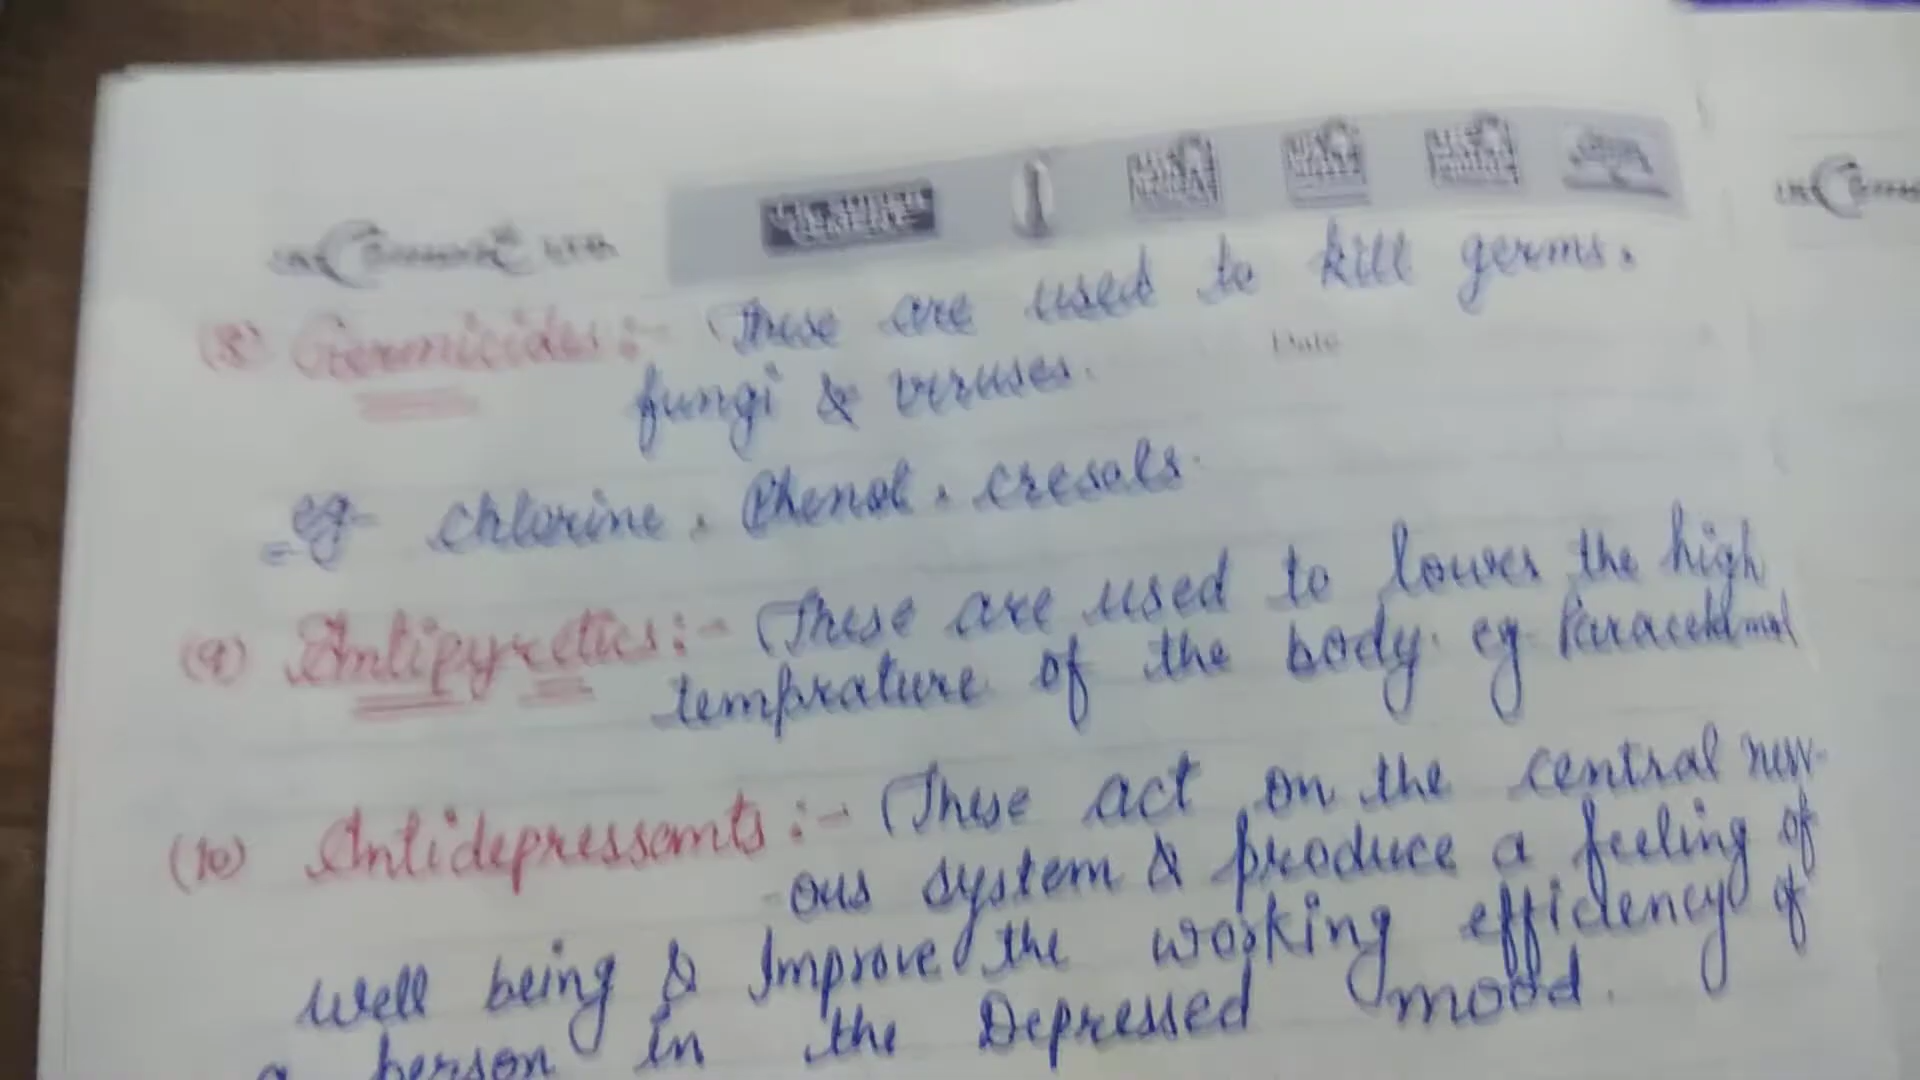 (8) Germicides :- These are used to kill germs.
Date
fungi & viruses.
eg- chlorine, Phenol, cresols.
(9) Antipyretics :- These are used to lower the high
temprature of the body. eg Paracetamol
(10) Antidepressants :- These act on the central nerv-
-ous system & produce a feeling of
well being & Improve the working efficiency of
a person in the Depressed mood.